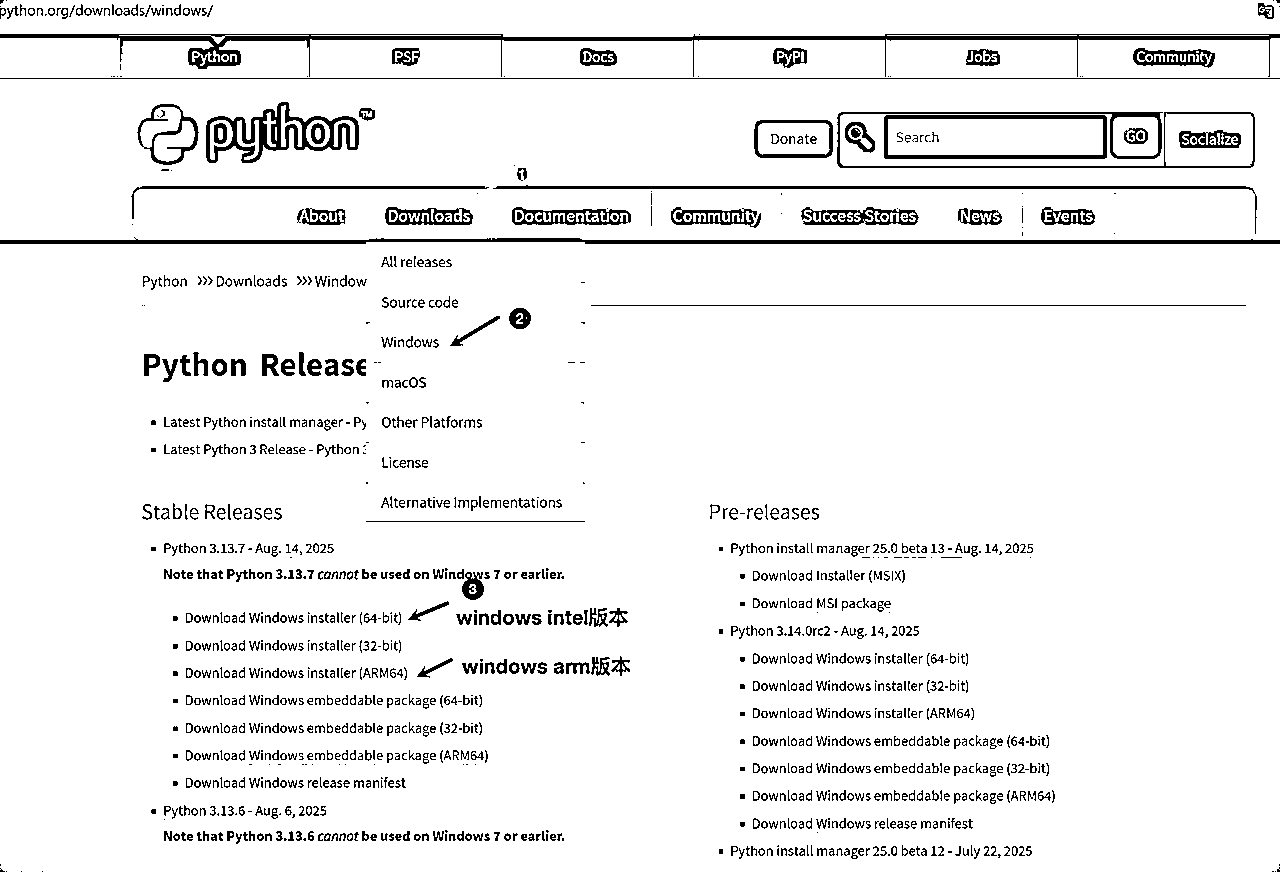 python.org/downloads/windows/
Python PSF Docs PyPI Jobs Community
python™
Donate Search GO Socialize
1
About Downloads Documentation Community Success Stories News Events
All releases
Python >>> Downloads >>> Window
Source code
2
Windows
Python Release
macOS
Latest Python install manager - Py
Other Platforms
Latest Python 3 Release - Python 3
License
Alternative Implementations
Stable Releases
Python 3.13.7 - Aug. 14, 2025
Note that Python 3.13.7 cannot be used on Windows 7 or earlier.
3
Download Windows installer (64-bit)
windows intel版本
Download Windows installer (32-bit)
Download Windows installer (ARM64)
windows arm版本
Download Windows embeddable package (64-bit)
Download Windows embeddable package (32-bit)
Download Windows embeddable package (ARM64)
Download Windows release manifest
Python 3.13.6 - Aug. 6, 2025
Note that Python 3.13.6 cannot be used on Windows 7 or earlier.
Pre-releases
Python install manager 25.0 beta 13 - Aug. 14, 2025
Download Installer (MSIX)
Download MSI package
Python 3.14.0rc2 - Aug. 14, 2025
Download Windows installer (64-bit)
Download Windows installer (32-bit)
Download Windows installer (ARM64)
Download Windows embeddable package (64-bit)
Download Windows embeddable package (32-bit)
Download Windows embeddable package (ARM64)
Download Windows release manifest
Python install manager 25.0 beta 12 - July 22, 2025